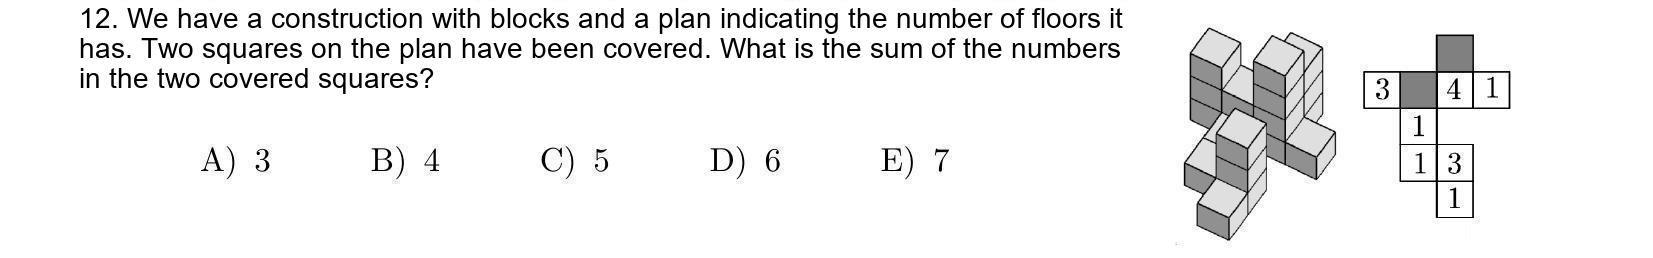 12. We have a construction with blocks and a plan indicating the number of floors it
has. Two squares on the plan have been covered. What is the sum of the numbers
in the two covered squares?
A) 3 B) 4 C) 5 D) 6 E) 7
3 4 1
1
1 3
1